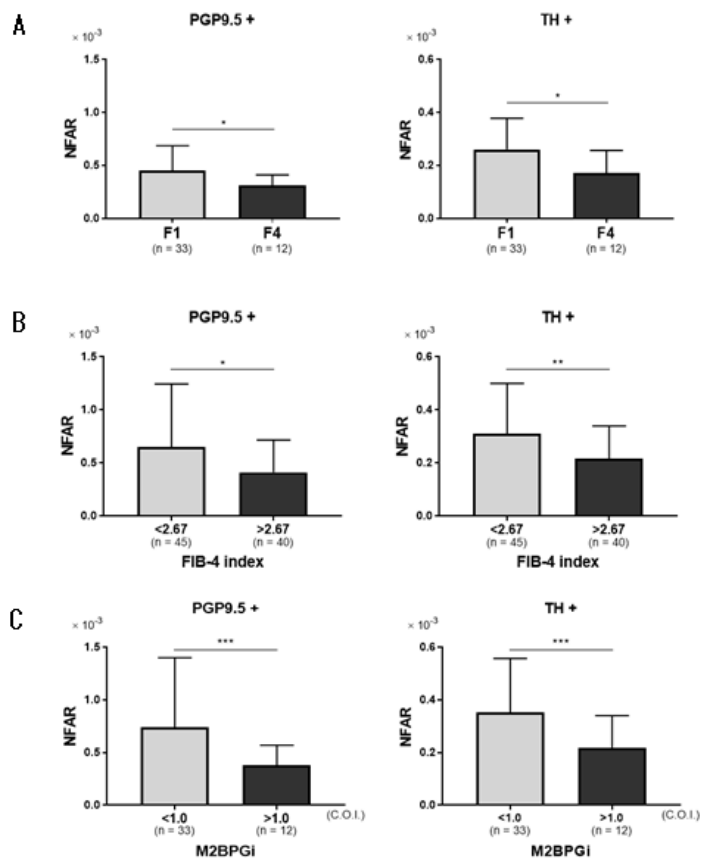 A
PGP9.5 +
× 10-3
1.5
1.0
0.5
0.0
NFAR
*
F1
(n = 33)
F4
(n = 12)
TH +
× 10-3
0.6
0.4
0.2
0.0
NFAR
*
F1
(n = 33)
F4
(n = 12)
B
PGP9.5 +
× 10-3
1.5
1.0
0.5
0.0
NFAR
*
<2.67
(n = 45)
>2.67
(n = 40)
FIB-4 index
TH +
× 10-3
0.6
0.4
0.2
0.0
NFAR
**
<2.67
(n = 45)
>2.67
(n = 40)
FIB-4 index
C
PGP9.5 +
× 10-3
1.5
1.0
0.5
0.0
NFAR
***
<1.0
(n = 33)
>1.0
(n = 12)
(C.O.I.)
M2BPGi
TH +
× 10-3
0.6
0.4
0.2
0.0
NFAR
***
<1.0
(n = 33)
>1.0
(n = 12)
(C.O.I.)
M2BPGi